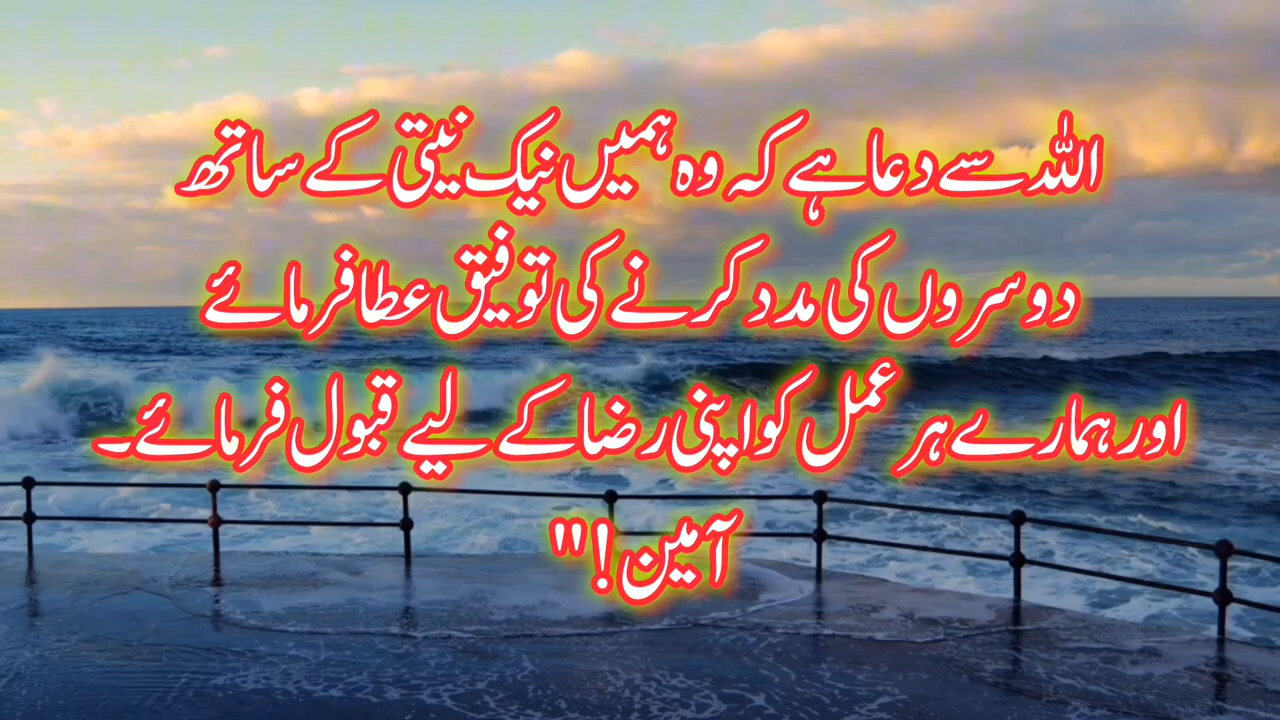 اللہ سے دعا ہے کہ وہ ہمیں نیک نیتی کے ساتھ
دوسروں کی مدد کرنے کی توفیق عطا فرمائے
اور ہمارے ہر عمل کو اپنی رضا کے لیے قبول فرمائے۔
آمین!"